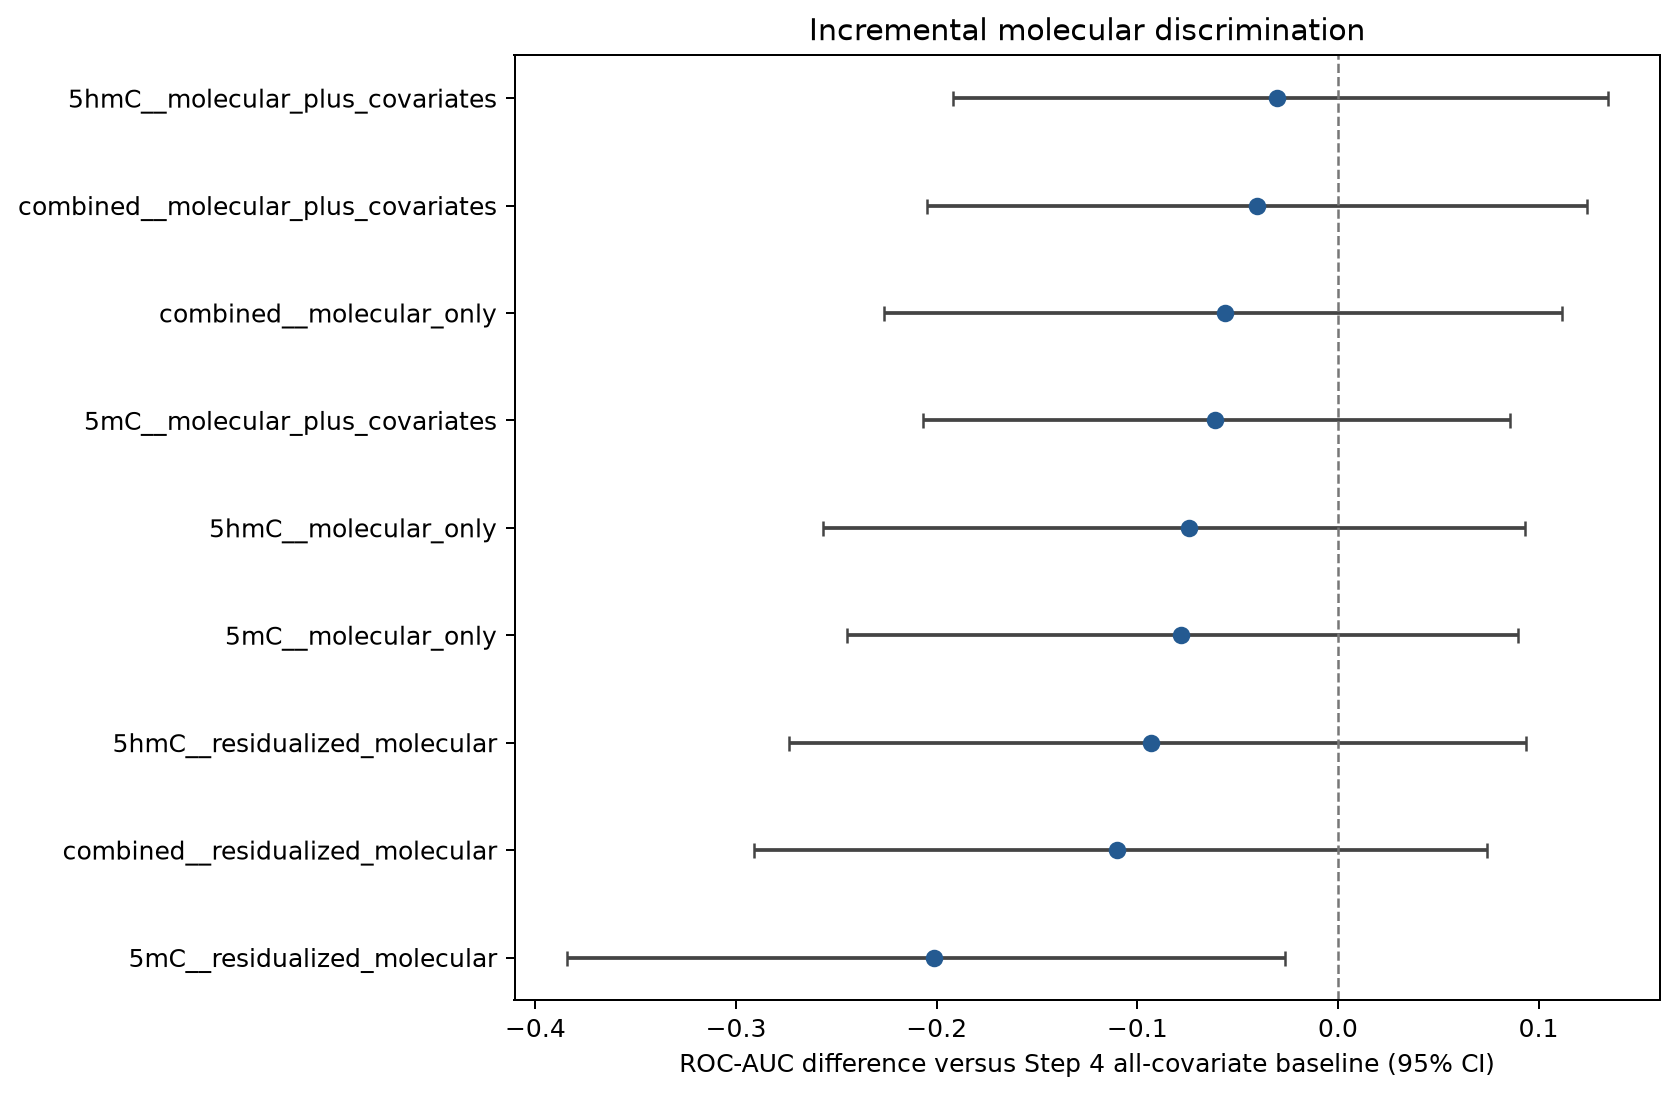 Incremental molecular discrimination
5hmC__molecular_plus_covariates
combined__molecular_plus_covariates
combined__molecular_only
5mC__molecular_plus_covariates
5hmC__molecular_only
5mC__molecular_only
5hmC__residualized_molecular
combined__residualized_molecular
5mC__residualized_molecular
−0.4 −0.3 −0.2 −0.1 0.0 0.1
ROC-AUC difference versus Step 4 all-covariate baseline (95% CI)